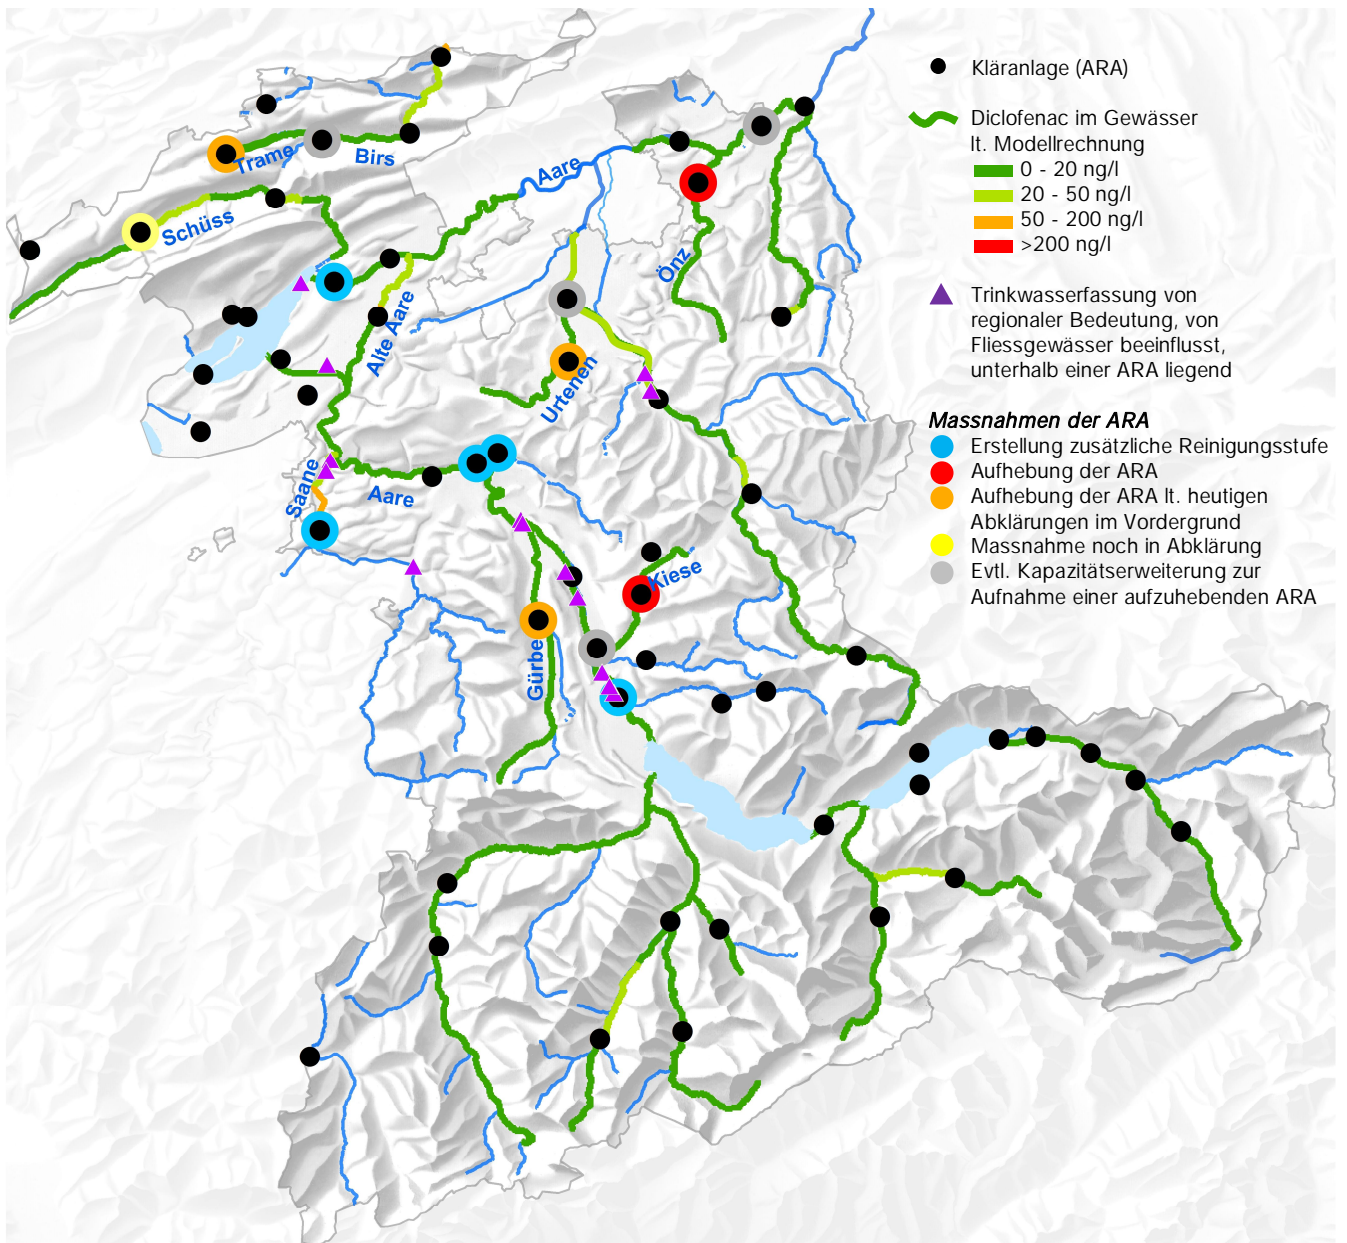 Kläranlage (ARA)
Diclofenac im Gewässer
lt. Modellrechnung
0 - 20 ng/l
20 - 50 ng/l
50 - 200 ng/l
>200 ng/l
Trinkwasserfassung von
regionaler Bedeutung, von
Fliessgewässer beeinflusst,
unterhalb einer ARA liegend
Massnahmen der ARA
Erstellung zusätzliche Reinigungsstufe
Aufhebung der ARA
Aufhebung der ARA lt. heutigen
Abklärungen im Vordergrund
Massnahme noch in Abklärung
Evtl. Kapazitätserweiterung zur
Aufnahme einer aufzuhebenden ARA
Trame
Birs
Aare
Schüss
Önz
Alte Aare
Urtenen
Saane
Aare
Kiese
Gürbe